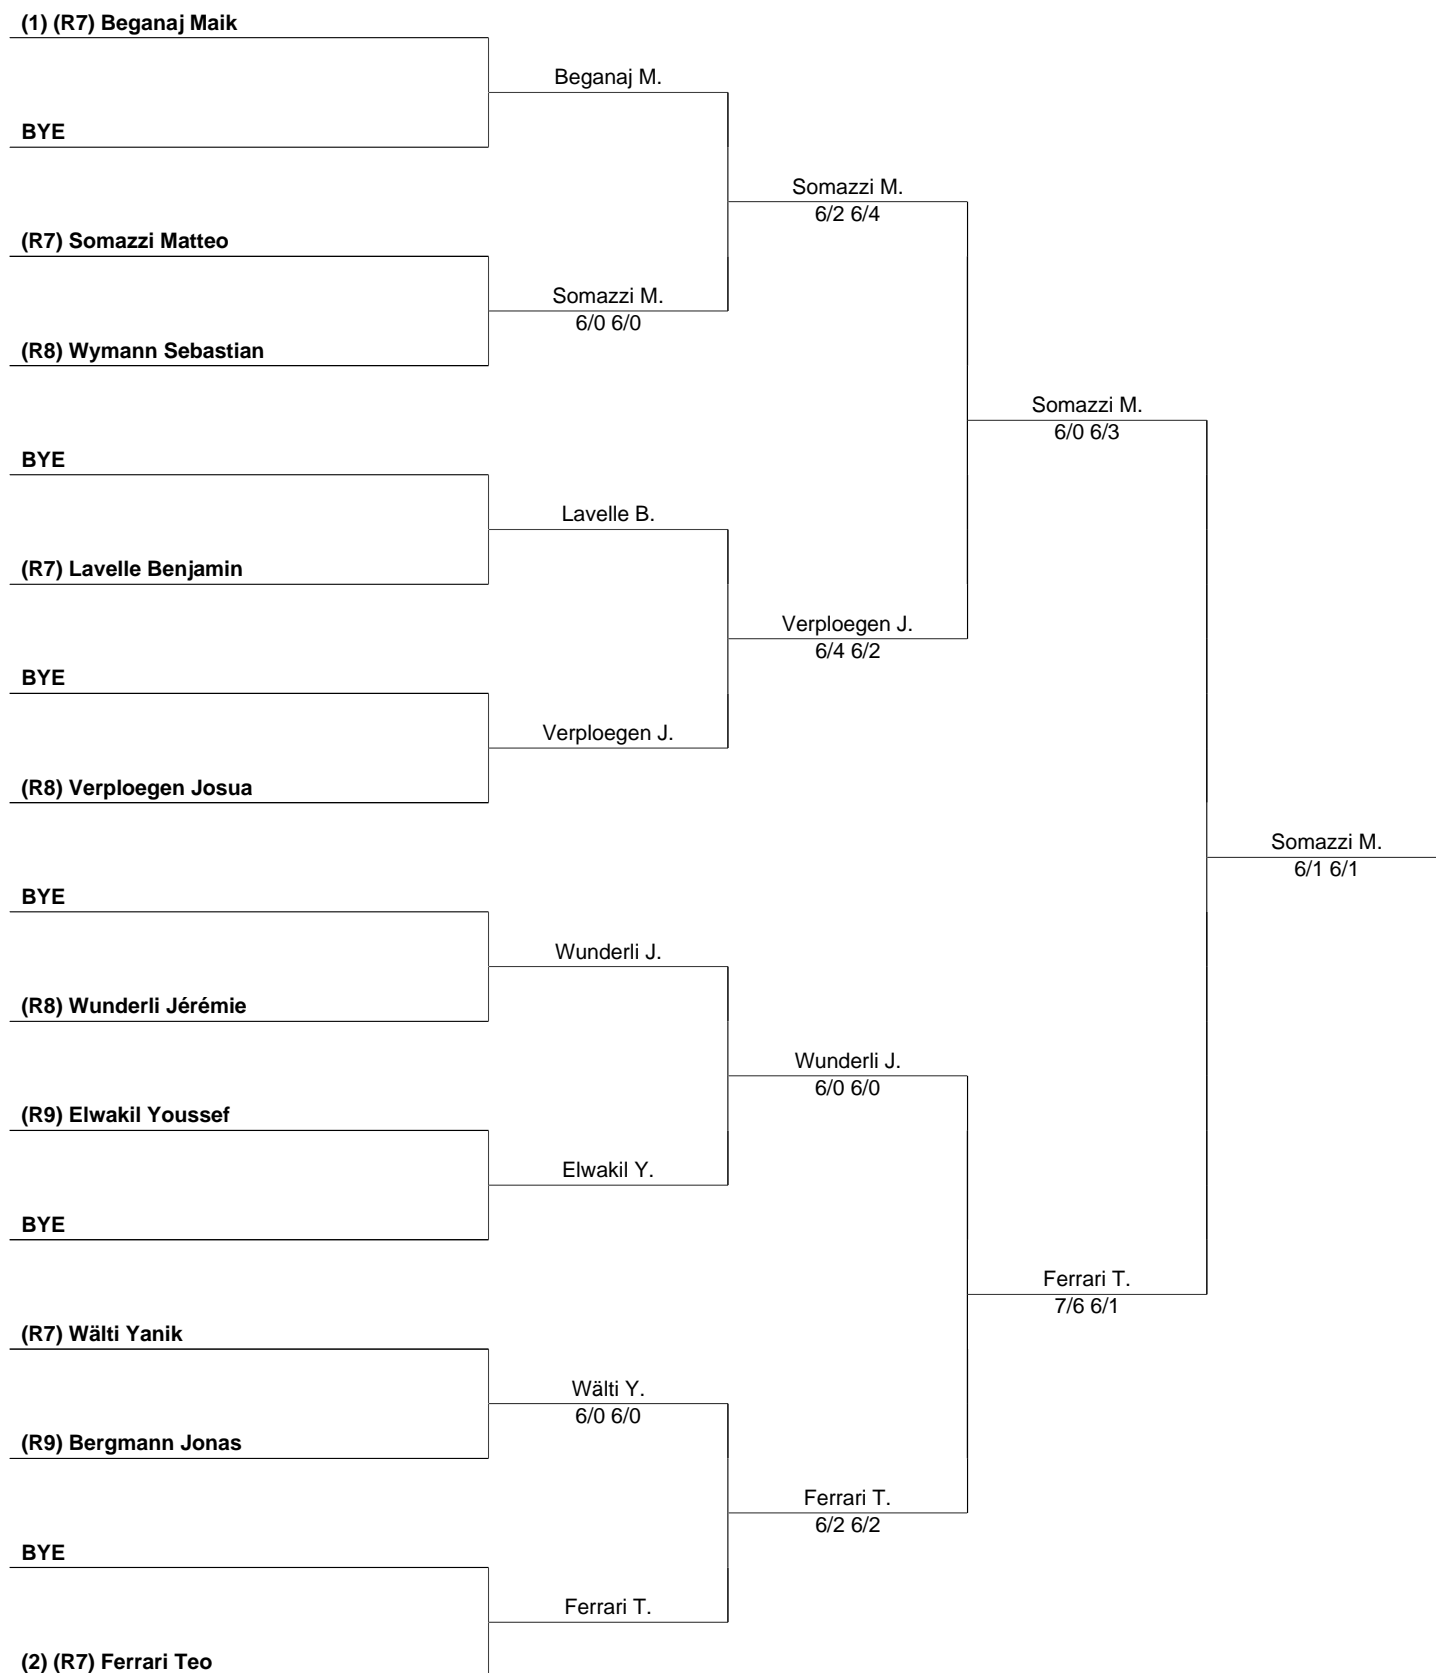 (1) (R7) Beganaj Maik
Beganaj M.
BYE
Somazzi M.
6/2 6/4
(R7) Somazzi Matteo
Somazzi M.
6/0 6/0
(R8) Wymann Sebastian
Somazzi M.
6/0 6/3
BYE
Lavelle B.
(R7) Lavelle Benjamin
Verploegen J.
6/4 6/2
BYE
Verploegen J.
(R8) Verploegen Josua
Somazzi M.
6/1 6/1
BYE
Wunderli J.
(R8) Wunderli Jérémie
Wunderli J.
6/0 6/0
(R9) Elwakil Youssef
Elwakil Y.
BYE
Ferrari T.
7/6 6/1
(R7) Wälti Yanik
Wälti Y.
6/0 6/0
(R9) Bergmann Jonas
Ferrari T.
6/2 6/2
BYE
Ferrari T.
(2) (R7) Ferrari Teo